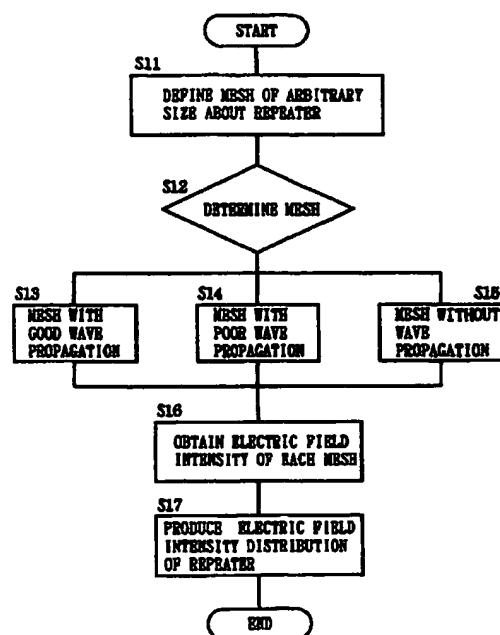 START
S11
DEFINE MESH OF ARBITRARY
SIZE ABOUT REPEATER
S12
DETERMINE MESH
S13
MESH WITH
GOOD WAVE
PROPAGATION
S14
MESH WITH
POOR WAVE
PROPAGATION
S15
MESH WITHOUT
WAVE
PROPAGATION
S16
OBTAIN ELECTRIC FIELD
INTENSITY OF EACH MESH
S17
PRODUCE ELECTRIC FIELD
INTENSITY DISTRIBUTION
OF REPEATER
END